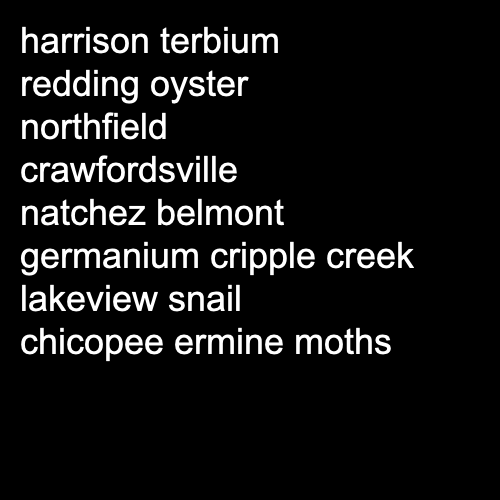 harrison terbium
redding oyster
northfield
crawfordsville
natchez belmont
germanium cripple creek
lakeview snail
chicopee ermine moths